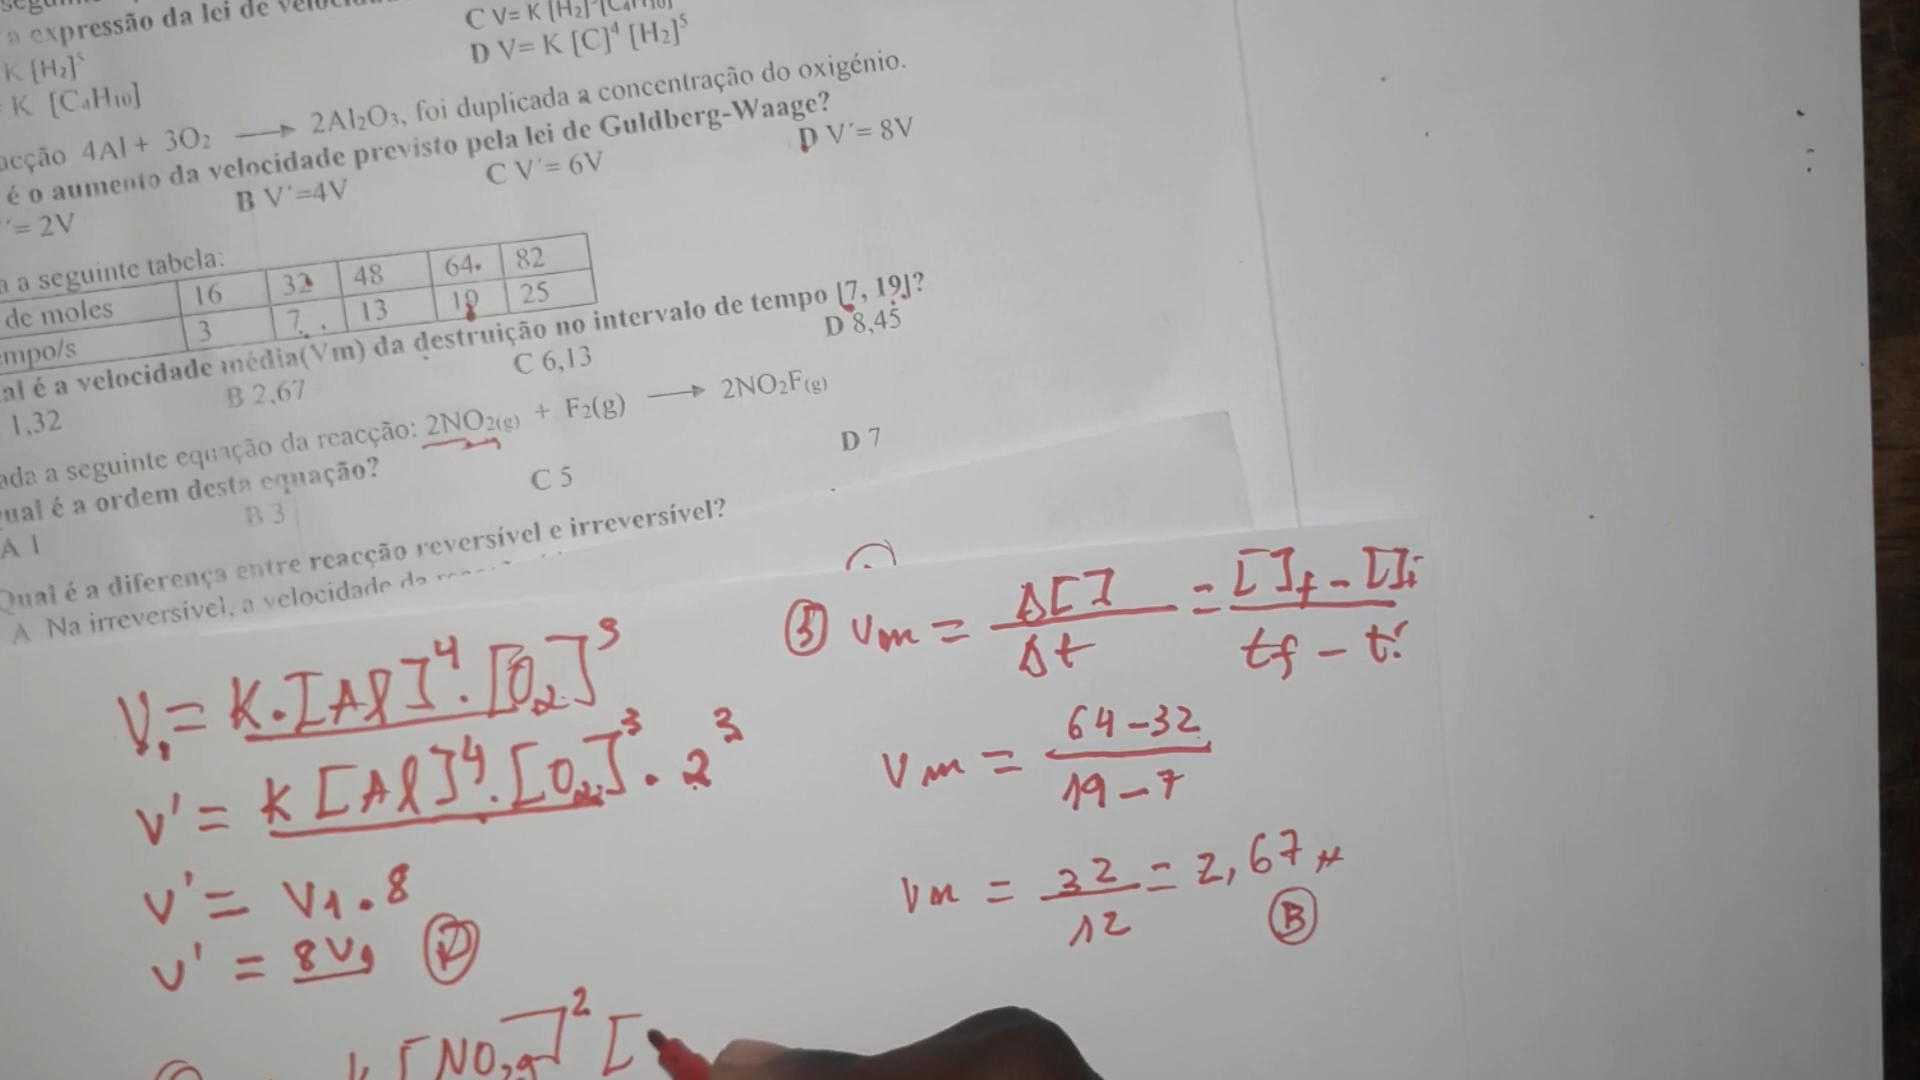 a expressão da lei de
C V= K [H₂]
K [H₂]⁵
D V= K [C]⁴ [H₂]⁵
K [C₄H₁₀]
acção 4Al + 3O₂ → 2Al₂O₃, foi duplicada a concentração do oxigénio.
é o aumento da velocidade previsto pela lei de Guldberg-Waage?
´= 2V B V´=4V C V´= 6V D V´= 8V
a a seguinte tabela:
de moles 16 32 48 64 82
mpo/s 3 7 13 19 25
al é a velocidade média(Vm) da destruição no intervalo de tempo [7, 19]?
1,32 B 2,67 C 6,13 D 8,45
ada a seguinte equação da reacção: 2NO₂(g) + F₂(g) → 2NO₂F(g)
ual é a ordem desta equação?
A 1 B 3 C 5 D 7
Qual é a diferença entre reacção reversível e irreversível?
A Na irreversível, a velocidade da
V₁ = K.[Al]⁴.[O₂]³
V' = K[Al]⁴.[O₂]³.2³
V' = V₁.8
V' = 8V₁
[NO₂g]² [
Vm = Δ[]/Δt = []f - []i/tf - ti
Vm = 64-32/19-7
Vm = 32/12 = 2,67
B